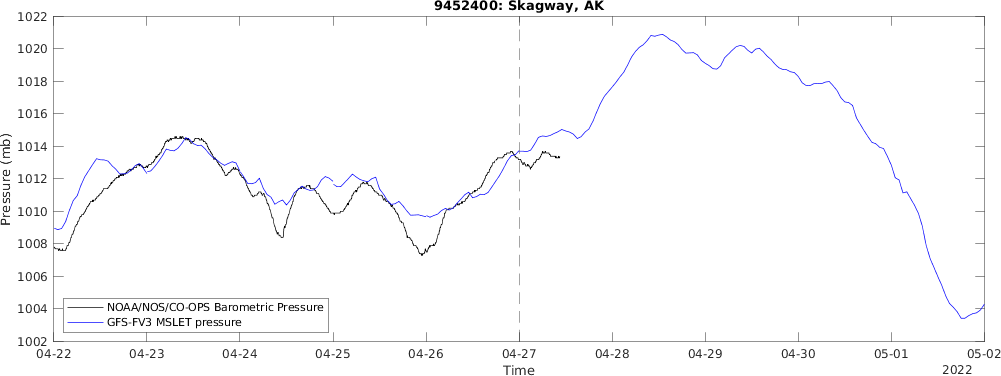 9452400: Skagway, AK
Pressure (mb)
1022
1020
1018
1016
1014
1012
1010
1008
1006
1004
1002
NOAA/NOS/CO-OPS Barometric Pressure
GFS-FV3 MSLET pressure
04-22 04-23 04-24 04-25 04-26 04-27 04-28 04-29 04-30 05-01 05-02
Time
2022